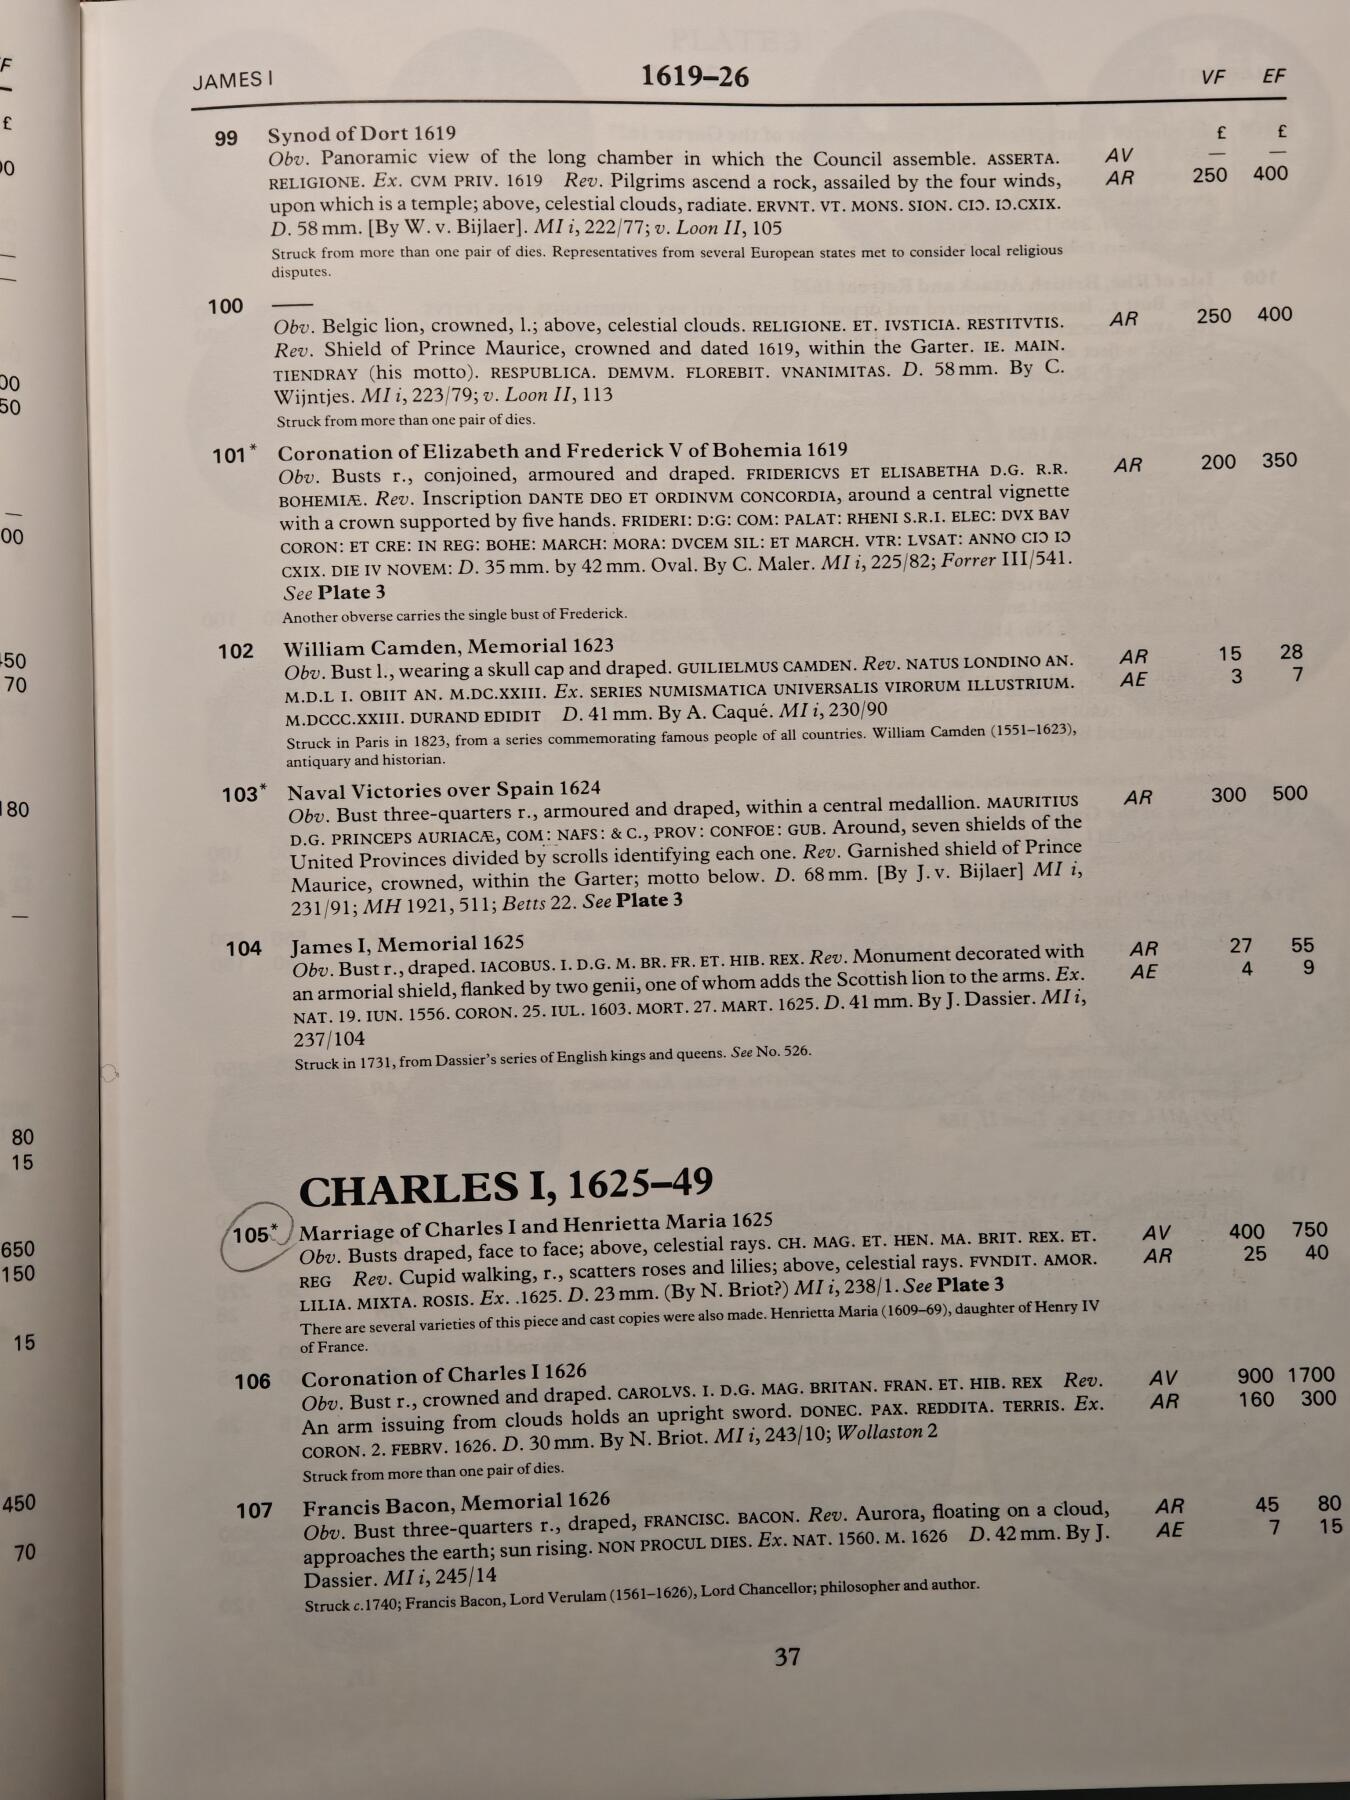 JAMES I 1619–26 VF EF
99 Synod of Dort 1619 £ £
Obv. Panoramic view of the long chamber in which the Council assemble. ASSERTA. AV — —
RELIGIONE. Ex. CVM PRIV. 1619 Rev. Pilgrims ascend a rock, assailed by the four winds, AR 250 400
upon which is a temple; above, celestial clouds, radiate. ERVNT. VT. MONS. SION. CIƆ. IƆ.CXIX.
D. 58 mm. [By W. v. Bijlaer]. MI i, 222/77; v. Loon II, 105
Struck from more than one pair of dies. Representatives from several European states met to consider local religious
disputes.
100 ——
Obv. Belgic lion, crowned, l.; above, celestial clouds. RELIGIONE. ET. IVSTICIA. RESTITVTIS. AR 250 400
Rev. Shield of Prince Maurice, crowned and dated 1619, within the Garter. IE. MAIN.
TIENDRAY (his motto). RESPUBLICA. DEMVM. FLOREBIT. VNANIMITAS. D. 58 mm. By C.
Wijntjes. MI i, 223/79; v. Loon II, 113
Struck from more than one pair of dies.
101* Coronation of Elizabeth and Frederick V of Bohemia 1619
Obv. Busts r., conjoined, armoured and draped. FRIDERICVS ET ELISABETHA D.G. R.R. AR 200 350
BOHEMIÆ. Rev. Inscription DANTE DEO ET ORDINVM CONCORDIA, around a central vignette
with a crown supported by five hands. FRIDERI: D:G: COM: PALAT: RHENI S.R.I. ELEC: DVX BAV
CORON: ET CRE: IN REG: BOHE: MARCH: MORA: DVCEM SIL: ET MARCH. VTR: LVSAT: ANNO CIƆ IƆ
CXIX. DIE IV NOVEM: D. 35 mm. by 42 mm. Oval. By C. Maler. MI i, 225/82; Forrer III/541.
See Plate 3
Another obverse carries the single bust of Frederick.
102 William Camden, Memorial 1623
Obv. Bust l., wearing a skull cap and draped. GUILIELMUS CAMDEN. Rev. NATUS LONDINO AN. AR 15 28
M.D.L I. OBIIT AN. M.DC.XXIII. Ex. SERIES NUMISMATICA UNIVERSALIS VIRORUM ILLUSTRIUM. AE 3 7
M.DCCC.XXIII. DURAND EDIDIT D. 41 mm. By A. Caqué. MI i, 230/90
Struck in Paris in 1823, from a series commemorating famous people of all countries. William Camden (1551–1623),
antiquary and historian.
103* Naval Victories over Spain 1624
Obv. Bust three-quarters r., armoured and draped, within a central medallion. MAURITIUS AR 300 500
D.G. PRINCEPS AURIACÆ, COM: NAFS: & C., PROV: CONFOE: GUB. Around, seven shields of the
United Provinces divided by scrolls identifying each one. Rev. Garnished shield of Prince
Maurice, crowned, within the Garter; motto below. D. 68 mm. [By J. v. Bijlaer] MI i,
231/91; MH 1921, 511; Betts 22. See Plate 3
104 James I, Memorial 1625
Obv. Bust r., draped. IACOBUS. I. D.G. M. BR. FR. ET. HIB. REX. Rev. Monument decorated with AR 27 55
an armorial shield, flanked by two genii, one of whom adds the Scottish lion to the arms. Ex. AE 4 9
NAT. 19. IUN. 1556. CORON. 25. IUL. 1603. MORT. 27. MART. 1625. D. 41 mm. By J. Dassier. MI i,
237/104
Struck in 1731, from Dassier's series of English kings and queens. See No. 526.
CHARLES I, 1625–49
105* Marriage of Charles I and Henrietta Maria 1625
Obv. Busts draped, face to face; above, celestial rays. CH. MAG. ET. HEN. MA. BRIT. REX. ET. AV 400 750
REG Rev. Cupid walking, r., scatters roses and lilies; above, celestial rays. FVNDIT. AMOR. AR 25 40
LILIA. MIXTA. ROSIS. Ex. .1625. D. 23 mm. (By N. Briot?) MI i, 238/1. See Plate 3
There are several varieties of this piece and cast copies were also made. Henrietta Maria (1609–69), daughter of Henry IV
of France.
106 Coronation of Charles I 1626
Obv. Bust r., crowned and draped. CAROLVS. I. D.G. MAG. BRITAN. FRAN. ET. HIB. REX Rev. AV 900 1700
An arm issuing from clouds holds an upright sword. DONEC. PAX. REDDITA. TERRIS. Ex. AR 160 300
CORON. 2. FEBRV. 1626. D. 30 mm. By N. Briot. MI i, 243/10; Wollaston 2
Struck from more than one pair of dies.
107 Francis Bacon, Memorial 1626
Obv. Bust three-quarters r., draped, FRANCISC. BACON. Rev. Aurora, floating on a cloud, AR 45 80
approaches the earth; sun rising. NON PROCUL DIES. Ex. NAT. 1560. M. 1626 D. 42 mm. By J. AE 7 15
Dassier. MI i, 245/14
Struck c.1740; Francis Bacon, Lord Verulam (1561–1626), Lord Chancellor; philosopher and author.
37